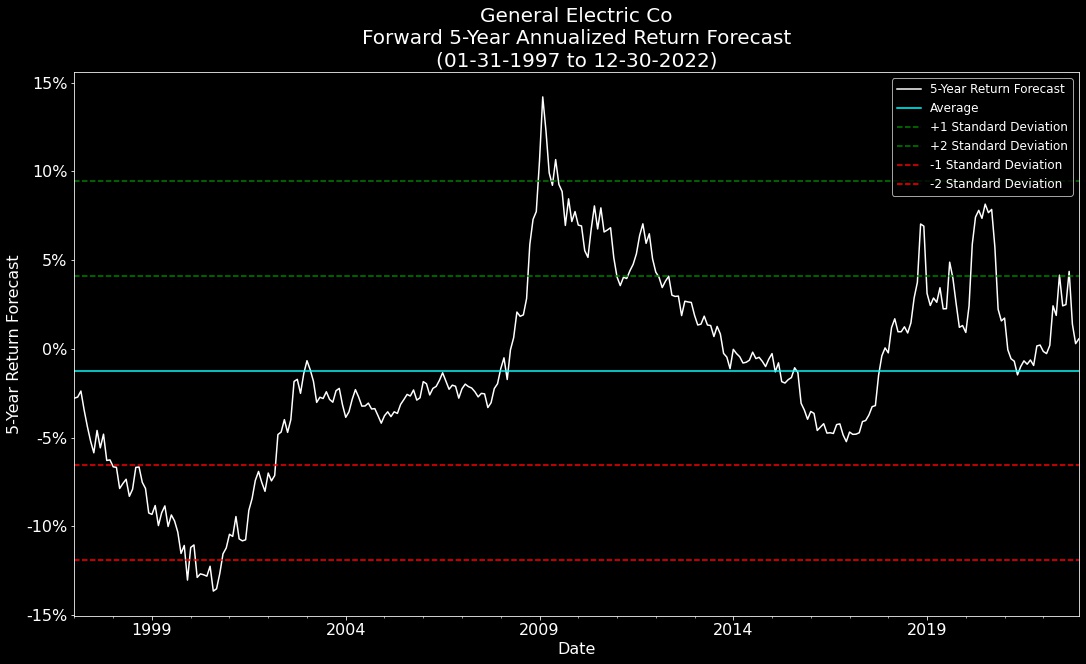 General Electric Co
Forward 5-Year Annualized Return Forecast
(01-31-1997 to 12-30-2022)
5-Year Return Forecast
Average
+1 Standard Deviation
+2 Standard Deviation
-1 Standard Deviation
-2 Standard Deviation
15%
10%
5%
0%
-5%
-10%
-15%
5-Year Return Forecast
1999
2004
2009
2014
2019
Date